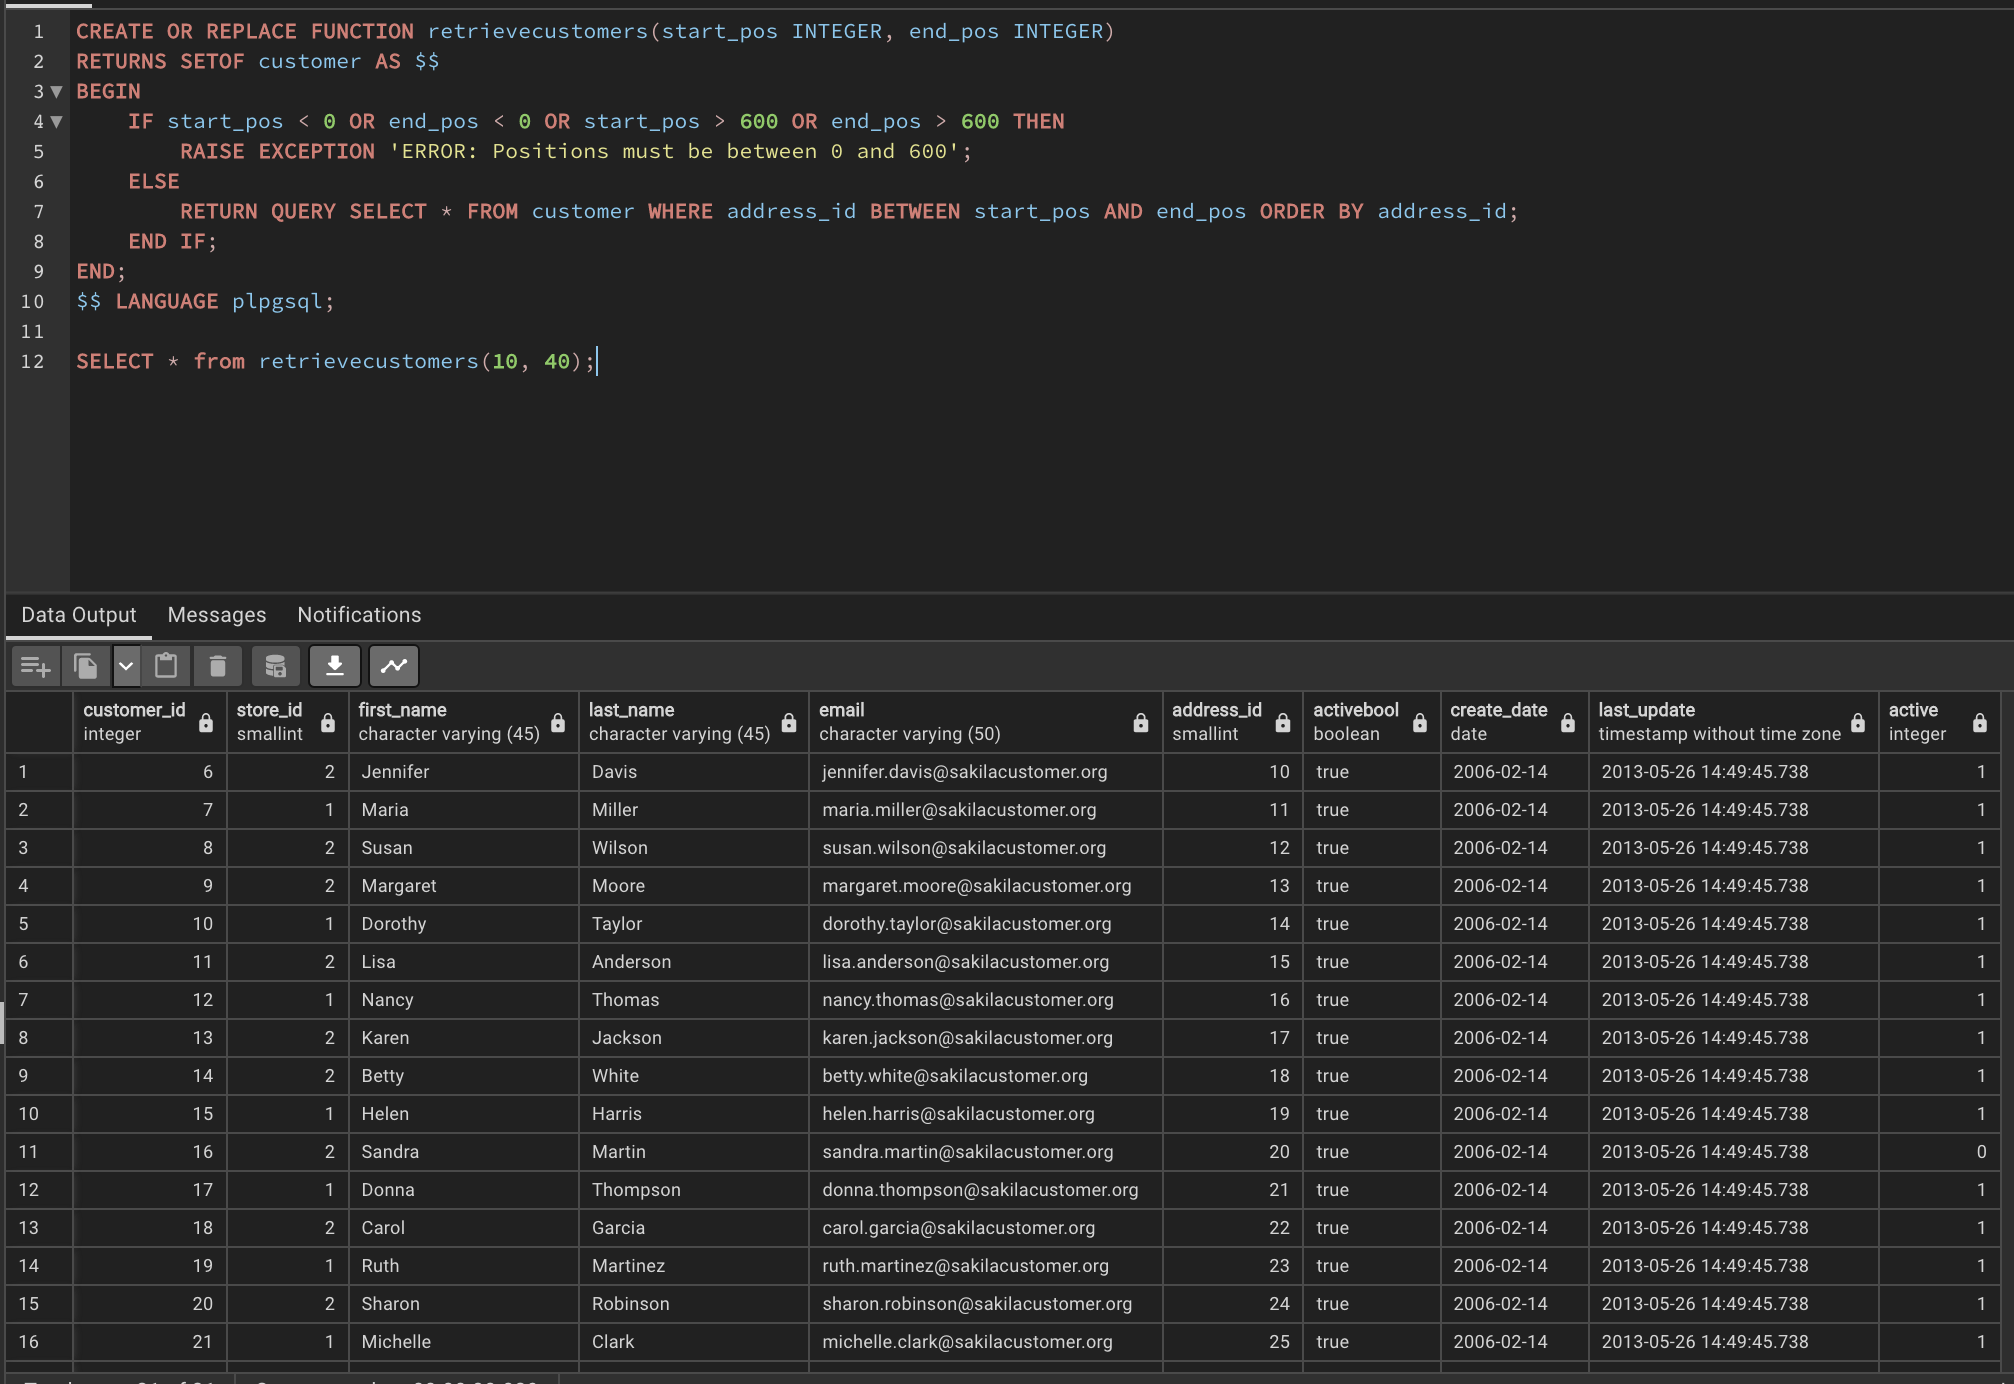 1 CREATE OR REPLACE FUNCTION retrievecustomers(start_pos INTEGER, end_pos INTEGER)
2 RETURNS SETOF customer AS $$
3 BEGIN
4 IF start_pos < 0 OR end_pos < 0 OR start_pos > 600 OR end_pos > 600 THEN
5 RAISE EXCEPTION 'ERROR: Positions must be between 0 and 600';
6 ELSE
7 RETURN QUERY SELECT * FROM customer WHERE address_id BETWEEN start_pos AND end_pos ORDER BY address_id;
8 END IF;
9 END;
10 $$ LANGUAGE plpgsql;
11
12 SELECT * from retrievecustomers(10, 40);
Data Output Messages Notifications
customer_id store_id first_name last_name email address_id activebool create_date last_update active
integer smallint character varying (45) character varying (45) character varying (50) smallint boolean date timestamp without time zone integer
1 6 2 Jennifer Davis jennifer.davis@sakilacustomer.org 10 true 2006-02-14 2013-05-26 14:49:45.738 1
2 7 1 Maria Miller maria.miller@sakilacustomer.org 11 true 2006-02-14 2013-05-26 14:49:45.738 1
3 8 2 Susan Wilson susan.wilson@sakilacustomer.org 12 true 2006-02-14 2013-05-26 14:49:45.738 1
4 9 2 Margaret Moore margaret.moore@sakilacustomer.org 13 true 2006-02-14 2013-05-26 14:49:45.738 1
5 10 1 Dorothy Taylor dorothy.taylor@sakilacustomer.org 14 true 2006-02-14 2013-05-26 14:49:45.738 1
6 11 2 Lisa Anderson lisa.anderson@sakilacustomer.org 15 true 2006-02-14 2013-05-26 14:49:45.738 1
7 12 1 Nancy Thomas nancy.thomas@sakilacustomer.org 16 true 2006-02-14 2013-05-26 14:49:45.738 1
8 13 2 Karen Jackson karen.jackson@sakilacustomer.org 17 true 2006-02-14 2013-05-26 14:49:45.738 1
9 14 2 Betty White betty.white@sakilacustomer.org 18 true 2006-02-14 2013-05-26 14:49:45.738 1
10 15 1 Helen Harris helen.harris@sakilacustomer.org 19 true 2006-02-14 2013-05-26 14:49:45.738 1
11 16 2 Sandra Martin sandra.martin@sakilacustomer.org 20 true 2006-02-14 2013-05-26 14:49:45.738 0
12 17 1 Donna Thompson donna.thompson@sakilacustomer.org 21 true 2006-02-14 2013-05-26 14:49:45.738 1
13 18 2 Carol Garcia carol.garcia@sakilacustomer.org 22 true 2006-02-14 2013-05-26 14:49:45.738 1
14 19 1 Ruth Martinez ruth.martinez@sakilacustomer.org 23 true 2006-02-14 2013-05-26 14:49:45.738 1
15 20 2 Sharon Robinson sharon.robinson@sakilacustomer.org 24 true 2006-02-14 2013-05-26 14:49:45.738 1
16 21 1 Michelle Clark michelle.clark@sakilacustomer.org 25 true 2006-02-14 2013-05-26 14:49:45.738 1